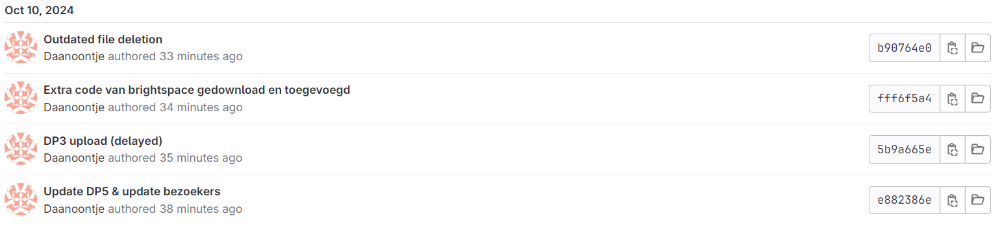 Oct 10, 2024
Outdated file deletion
Daanoontje authored 33 minutes ago
b90764e0
Extra code van brightspace gedownload en toegevoegd
Daanoontje authored 34 minutes ago
fff6f5a4
DP3 upload (delayed)
Daanoontje authored 35 minutes ago
5b9a665e
Update DP5 & update bezoekers
Daanoontje authored 38 minutes ago
e882386e